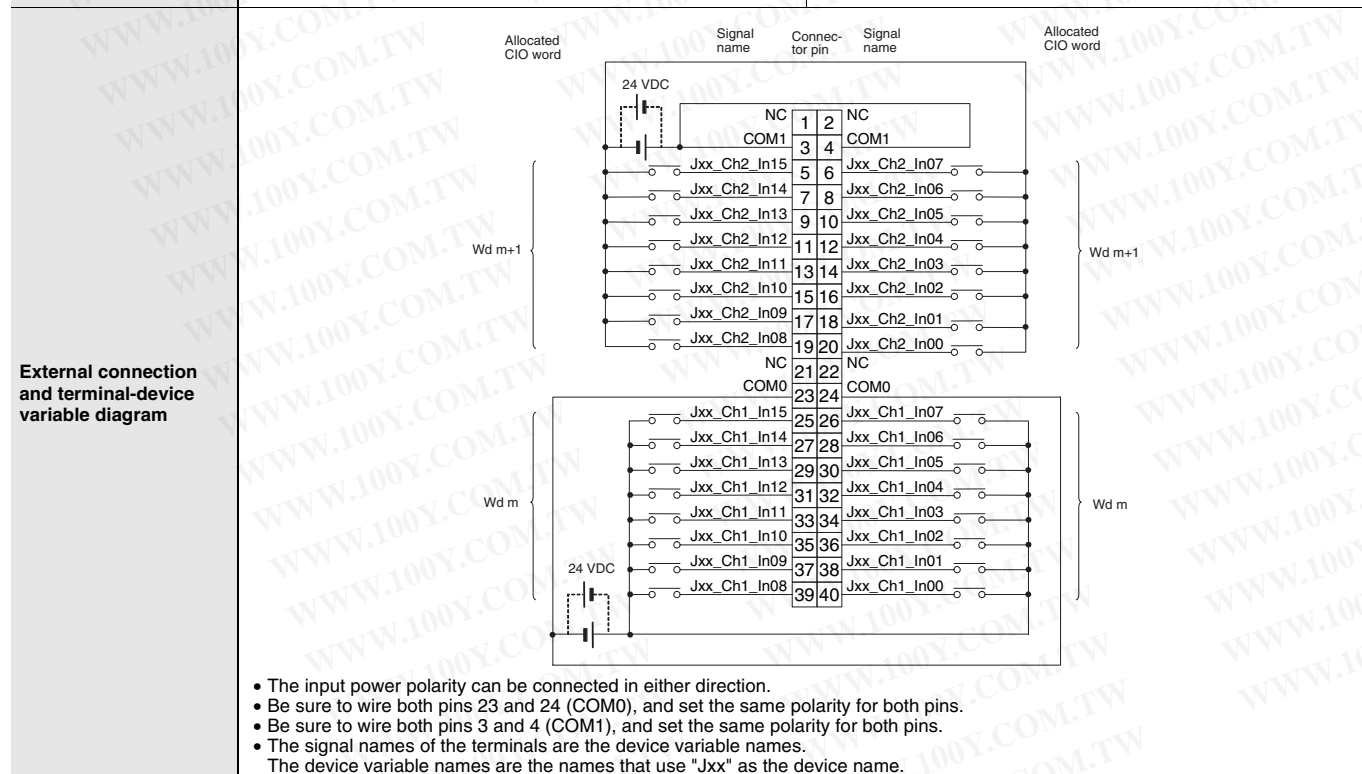 Allocated
CIO word
Signal
name
Connec-
tor pin
Signal
name
Allocated
CIO word
24 VDC
NC 1 2 NC
COM1 3 4 COM1
Jxx_Ch2_In15 5 6 Jxx_Ch2_In07
Jxx_Ch2_In14 7 8 Jxx_Ch2_In06
Jxx_Ch2_In13 9 10 Jxx_Ch2_In05
Wd m+1 Jxx_Ch2_In12 11 12 Jxx_Ch2_In04 Wd m+1
Jxx_Ch2_In11 13 14 Jxx_Ch2_In03
Jxx_Ch2_In10 15 16 Jxx_Ch2_In02
Jxx_Ch2_In09 17 18 Jxx_Ch2_In01
Jxx_Ch2_In08 19 20 Jxx_Ch2_In00
NC 21 22 NC
COM0 23 24 COM0
External connection
and terminal-device
variable diagram
Jxx_Ch1_In15 25 26 Jxx_Ch1_In07
Jxx_Ch1_In14 27 28 Jxx_Ch1_In06
Jxx_Ch1_In13 29 30 Jxx_Ch1_In05
Wd m Jxx_Ch1_In12 31 32 Jxx_Ch1_In04 Wd m
Jxx_Ch1_In11 33 34 Jxx_Ch1_In03
Jxx_Ch1_In10 35 36 Jxx_Ch1_In02
24 VDC Jxx_Ch1_In09 37 38 Jxx_Ch1_In01
Jxx_Ch1_In08 39 40 Jxx_Ch1_In00
• The input power polarity can be connected in either direction.
• Be sure to wire both pins 23 and 24 (COM0), and set the same polarity for both pins.
• Be sure to wire both pins 3 and 4 (COM1), and set the same polarity for both pins.
• The signal names of the terminals are the device variable names.
The device variable names are the names that use "Jxx" as the device name.
WWW.100Y.COM.TW